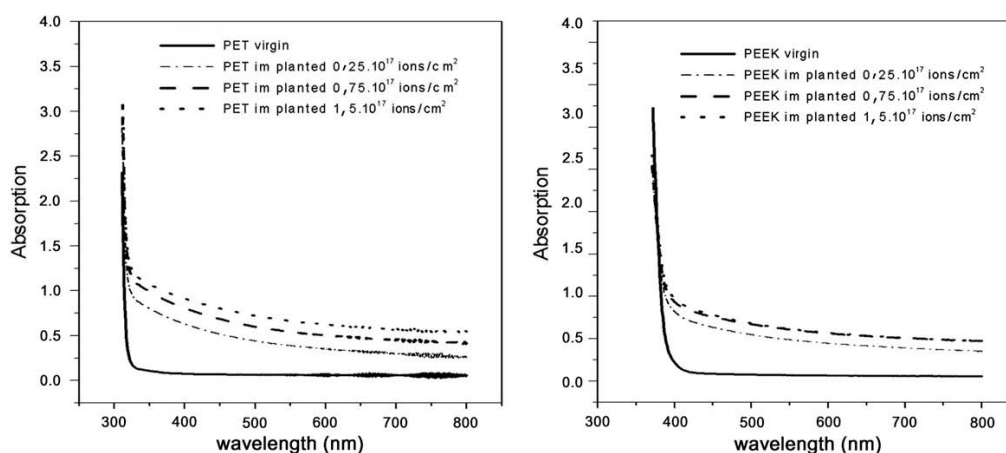 4.0
3.5
3.0
2.5
2.0
1.5
1.0
0.5
0.0
Absorption
PET virgin
PET im planted 0,25.10¹⁷ ions/c m²
PET im planted 0,75.10¹⁷ ions/c m²
PET im planted 1,5.10¹⁷ ions/cm²
300 400 500 600 700 800
wavelength (nm)
4.0
3.5
3.0
2.5
2.0
1.5
1.0
0.5
0.0
Absorption
PEEK virgin
PEEK im planted 0,25.10¹⁷ ions/cm²
PEEK im planted 0,75.10¹⁷ ions/cm²
PEEK im planted 1,5.10¹⁷ ions/cm²
300 400 500 600 700 800
wavelength (nm)